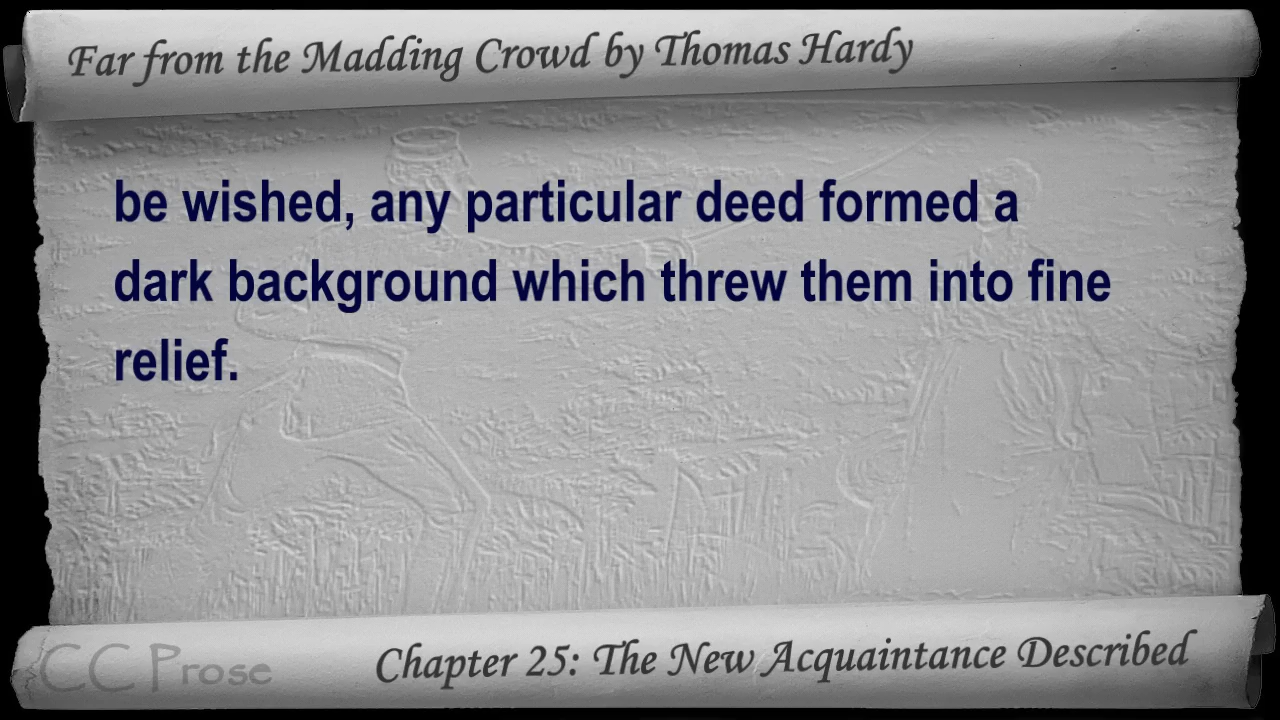 Far from the Madding Crowd by Thomas Hardy
be wished, any particular deed formed a
dark background which threw them into fine
relief.
CC Prose
Chapter 25: The New Acquaintance Described